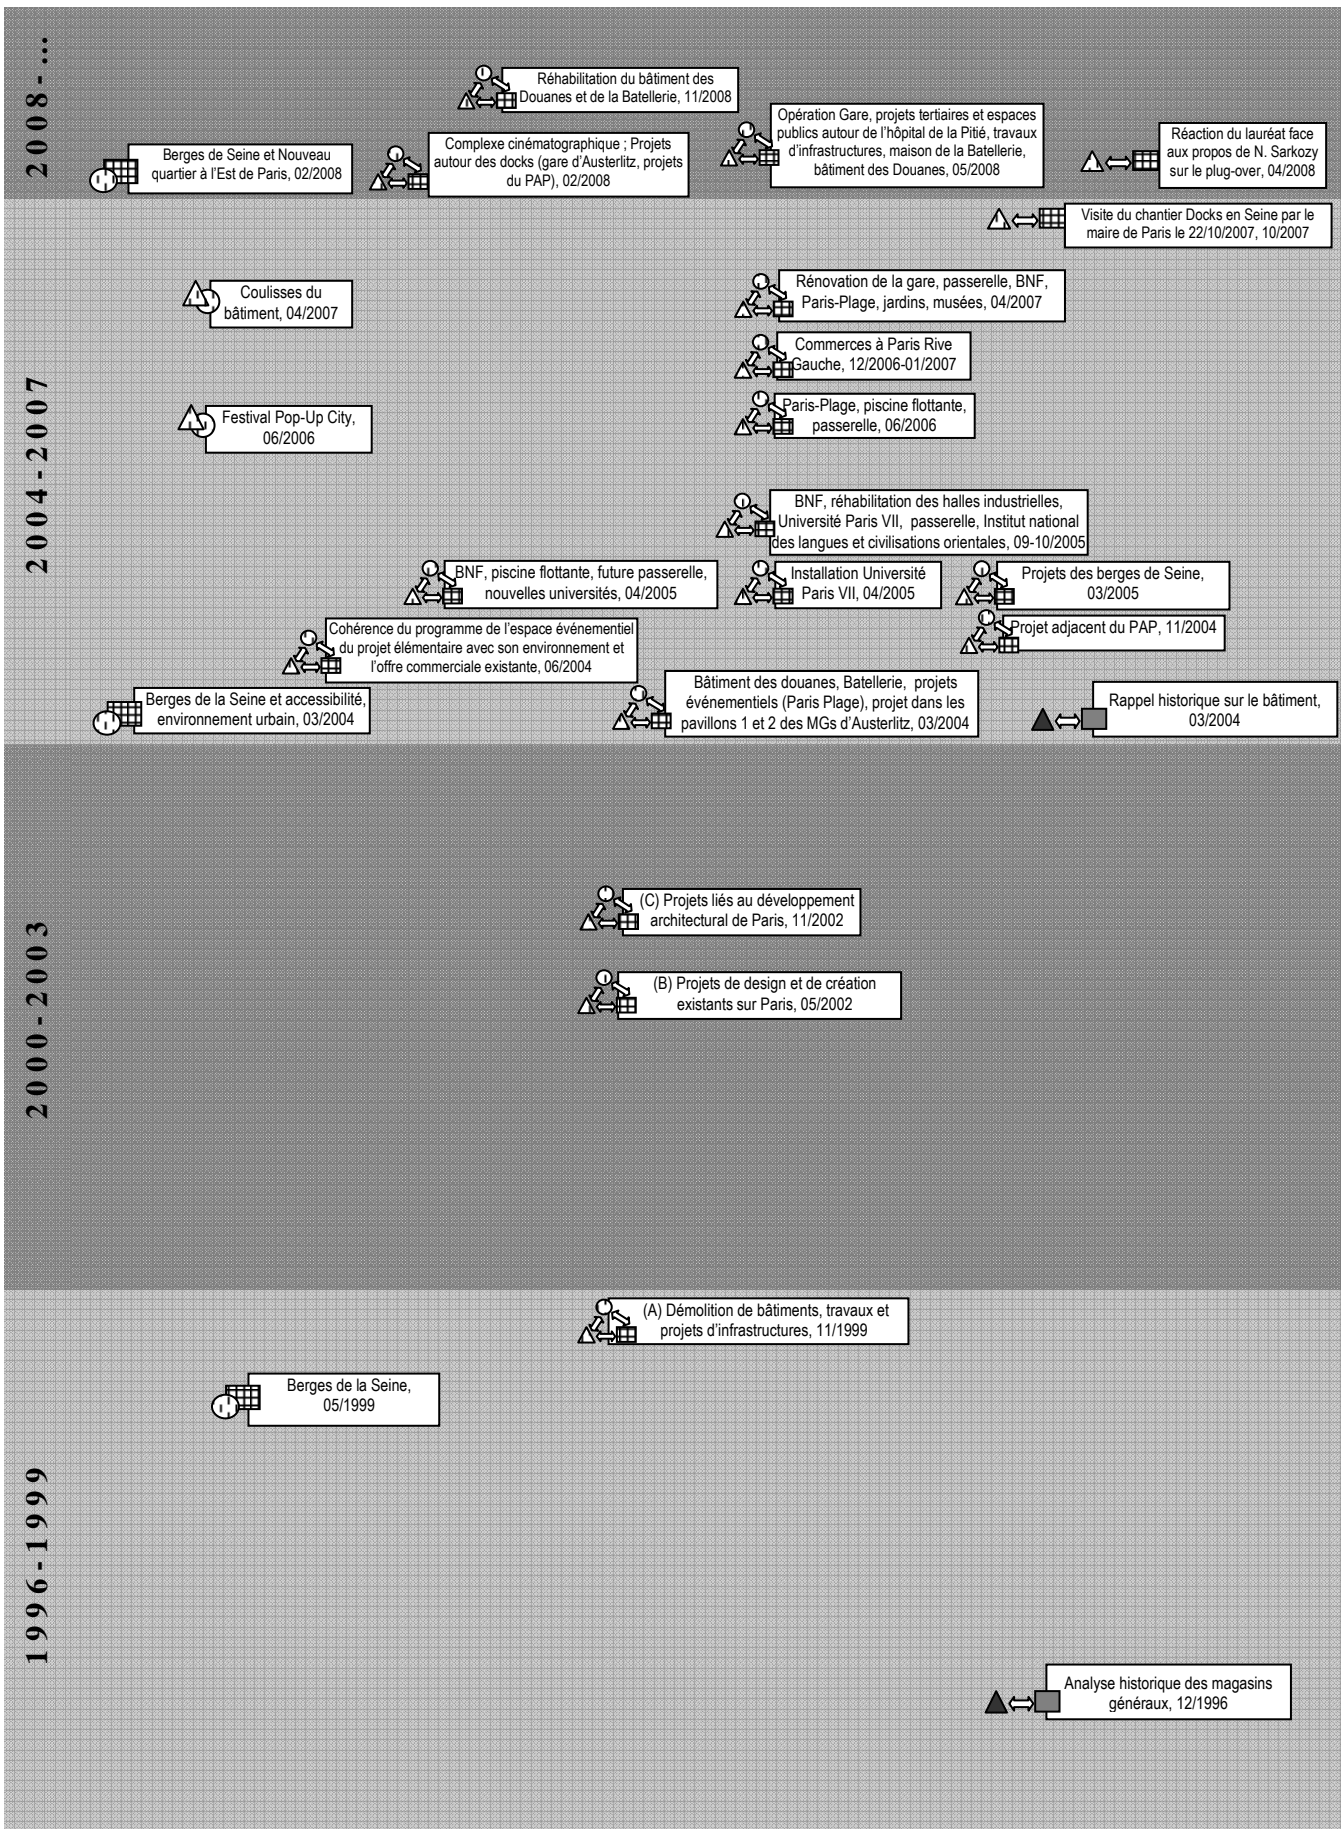 2008-...
Réhabilitation du bâtiment des
Douanes et de la Batellerie, 11/2008
Opération Gare, projets tertiaires et espaces
publics autour de l'hôpital de la Pitié, travaux
d'infrastructures, maison de la Batellerie,
bâtiment des Douanes, 05/2008
Réaction du lauréat face
aux propos de N. Sarkozy
sur le plug-over, 04/2008
Complexe cinématographique ; Projets
autour des docks (gare d'Austerlitz, projets
du PAP), 02/2008
Berges de Seine et Nouveau
quartier à l'Est de Paris, 02/2008
2004-2007
Visite du chantier Docks en Seine par le
maire de Paris le 22/10/2007, 10/2007
Coulisses du
bâtiment, 04/2007
Rénovation de la gare, passerelle, BNF,
Paris-Plage, jardins, musées, 04/2007
Commerces à Paris Rive
Gauche, 12/2006-01/2007
Festival Pop-Up City,
06/2006
Paris-Plage, piscine flottante,
passerelle, 06/2006
BNF, réhabilitation des halles industrielles,
Université Paris VII, passerelle, Institut national
des langues et civilisations orientales, 09-10/2005
BNF, piscine flottante, future passerelle,
nouvelles universités, 04/2005
Installation Université
Paris VII, 04/2005
Projets des berges de Seine,
03/2005
Cohérence du programme de l'espace événementiel
du projet élémentaire avec son environnement et
l'offre commerciale existante, 06/2004
Projet adjacent du PAP, 11/2004
Berges de la Seine et accessibilité,
environnement urbain, 03/2004
Bâtiment des douanes, Batellerie, projets
événementiels (Paris Plage), projet dans les
pavillons 1 et 2 des MGs d'Austerlitz, 03/2004
Rappel historique sur le bâtiment,
03/2004
2000-2003
(C) Projets liés au développement
architectural de Paris, 11/2002
(B) Projets de design et de création
existants sur Paris, 05/2002
1996-1999
(A) Démolition de bâtiments, travaux et
projets d'infrastructures, 11/1999
Berges de la Seine,
05/1999
Analyse historique des magasins
généraux, 12/1996